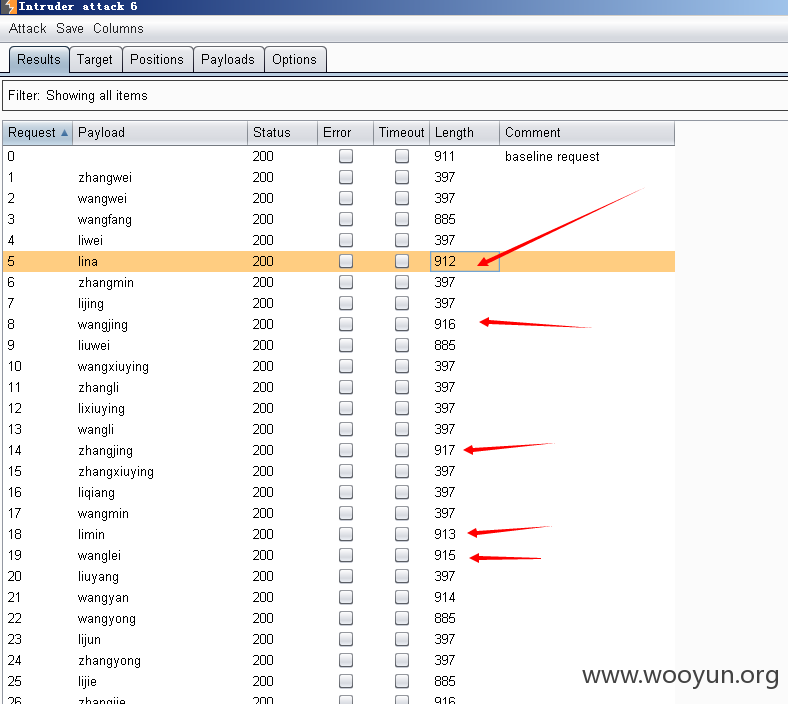 Intruder attack 6
Attack Save Columns
Results Target Positions Payloads Options
Filter: Showing all items
Request Payload Status Error Timeout Length Comment
0 200 911 baseline request
1 zhangwei 200 397
2 wangwei 200 397
3 wangfang 200 885
4 liwei 200 397
5 lina 200 912
6 zhangmin 200 397
7 lijing 200 397
8 wangjing 200 916
9 liuwei 200 885
10 wangxiuying 200 397
11 zhangli 200 397
12 lixiuying 200 397
13 wangli 200 397
14 zhangjing 200 917
15 zhangxiuying 200 397
16 liqiang 200 397
17 wangmin 200 397
18 limin 200 913
19 wanglei 200 915
20 liuyang 200 397
21 wangyan 200 914
22 wangyong 200 885
23 lijun 200 397
24 zhangyong 200 397
25 lijie 200 885
26 zhangjie 200 916
www.wooyun.org